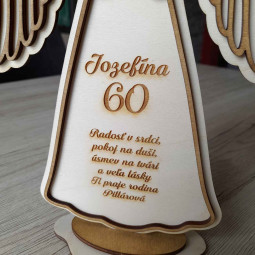 Jozefína
60
Radosť v srdci,
pokoj na duši,
úsmev na tvári
a veľa lásky
Ti praje rodina
Pillárová